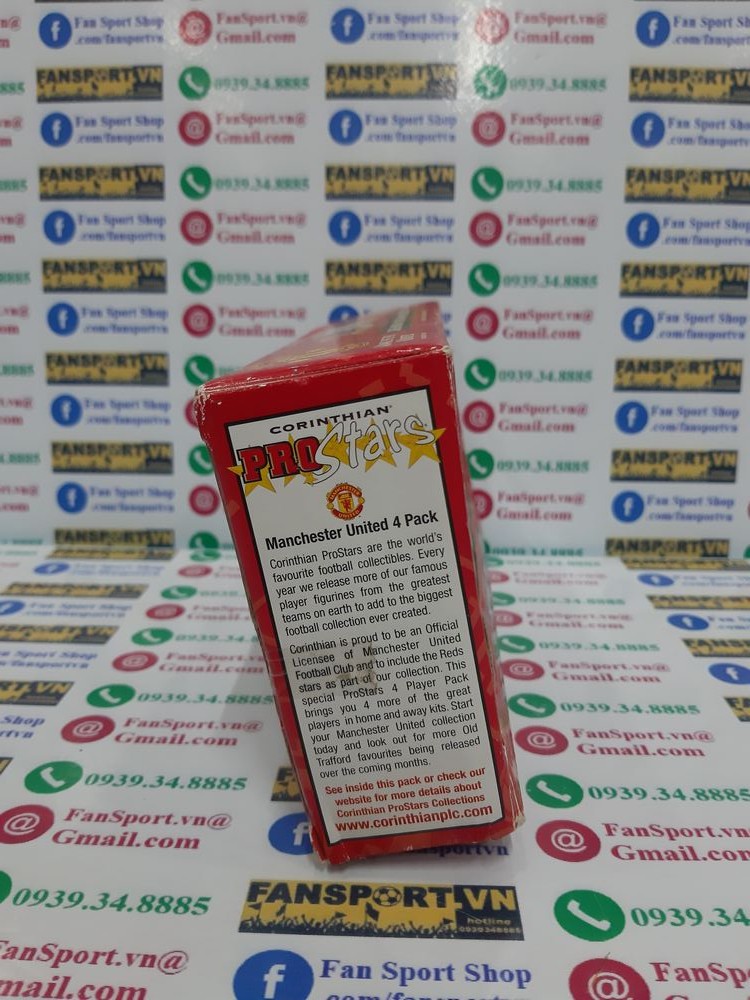 CORINTHIAN
PROStars
MANCHESTER
UNITED
Manchester United 4 Pack
Corinthian ProStars are the world's
favourite football collectibles. Every
year we release more of our famous
player figurines from the greatest
teams on earth to add to the biggest
football collection ever created.
Corinthian is proud to be an Official
Licensee of Manchester United
Football Club and to include the Reds
stars as part of our collection. This
special ProStars 4 Player Pack
brings you 4 more of the great
players in home and away kits. Start
your Manchester United collection
today and look out for more Old
Trafford favourites being released
over the coming months.
See inside this pack or check our
website for more details about
Corinthian ProStars Collections
www.corinthianplc.com
FANSPORT.VN
hotline
0939348885
Fan Sport Shop
.com/fansportvn
FanSport.vn@
Gmail.com
0939.34.8885